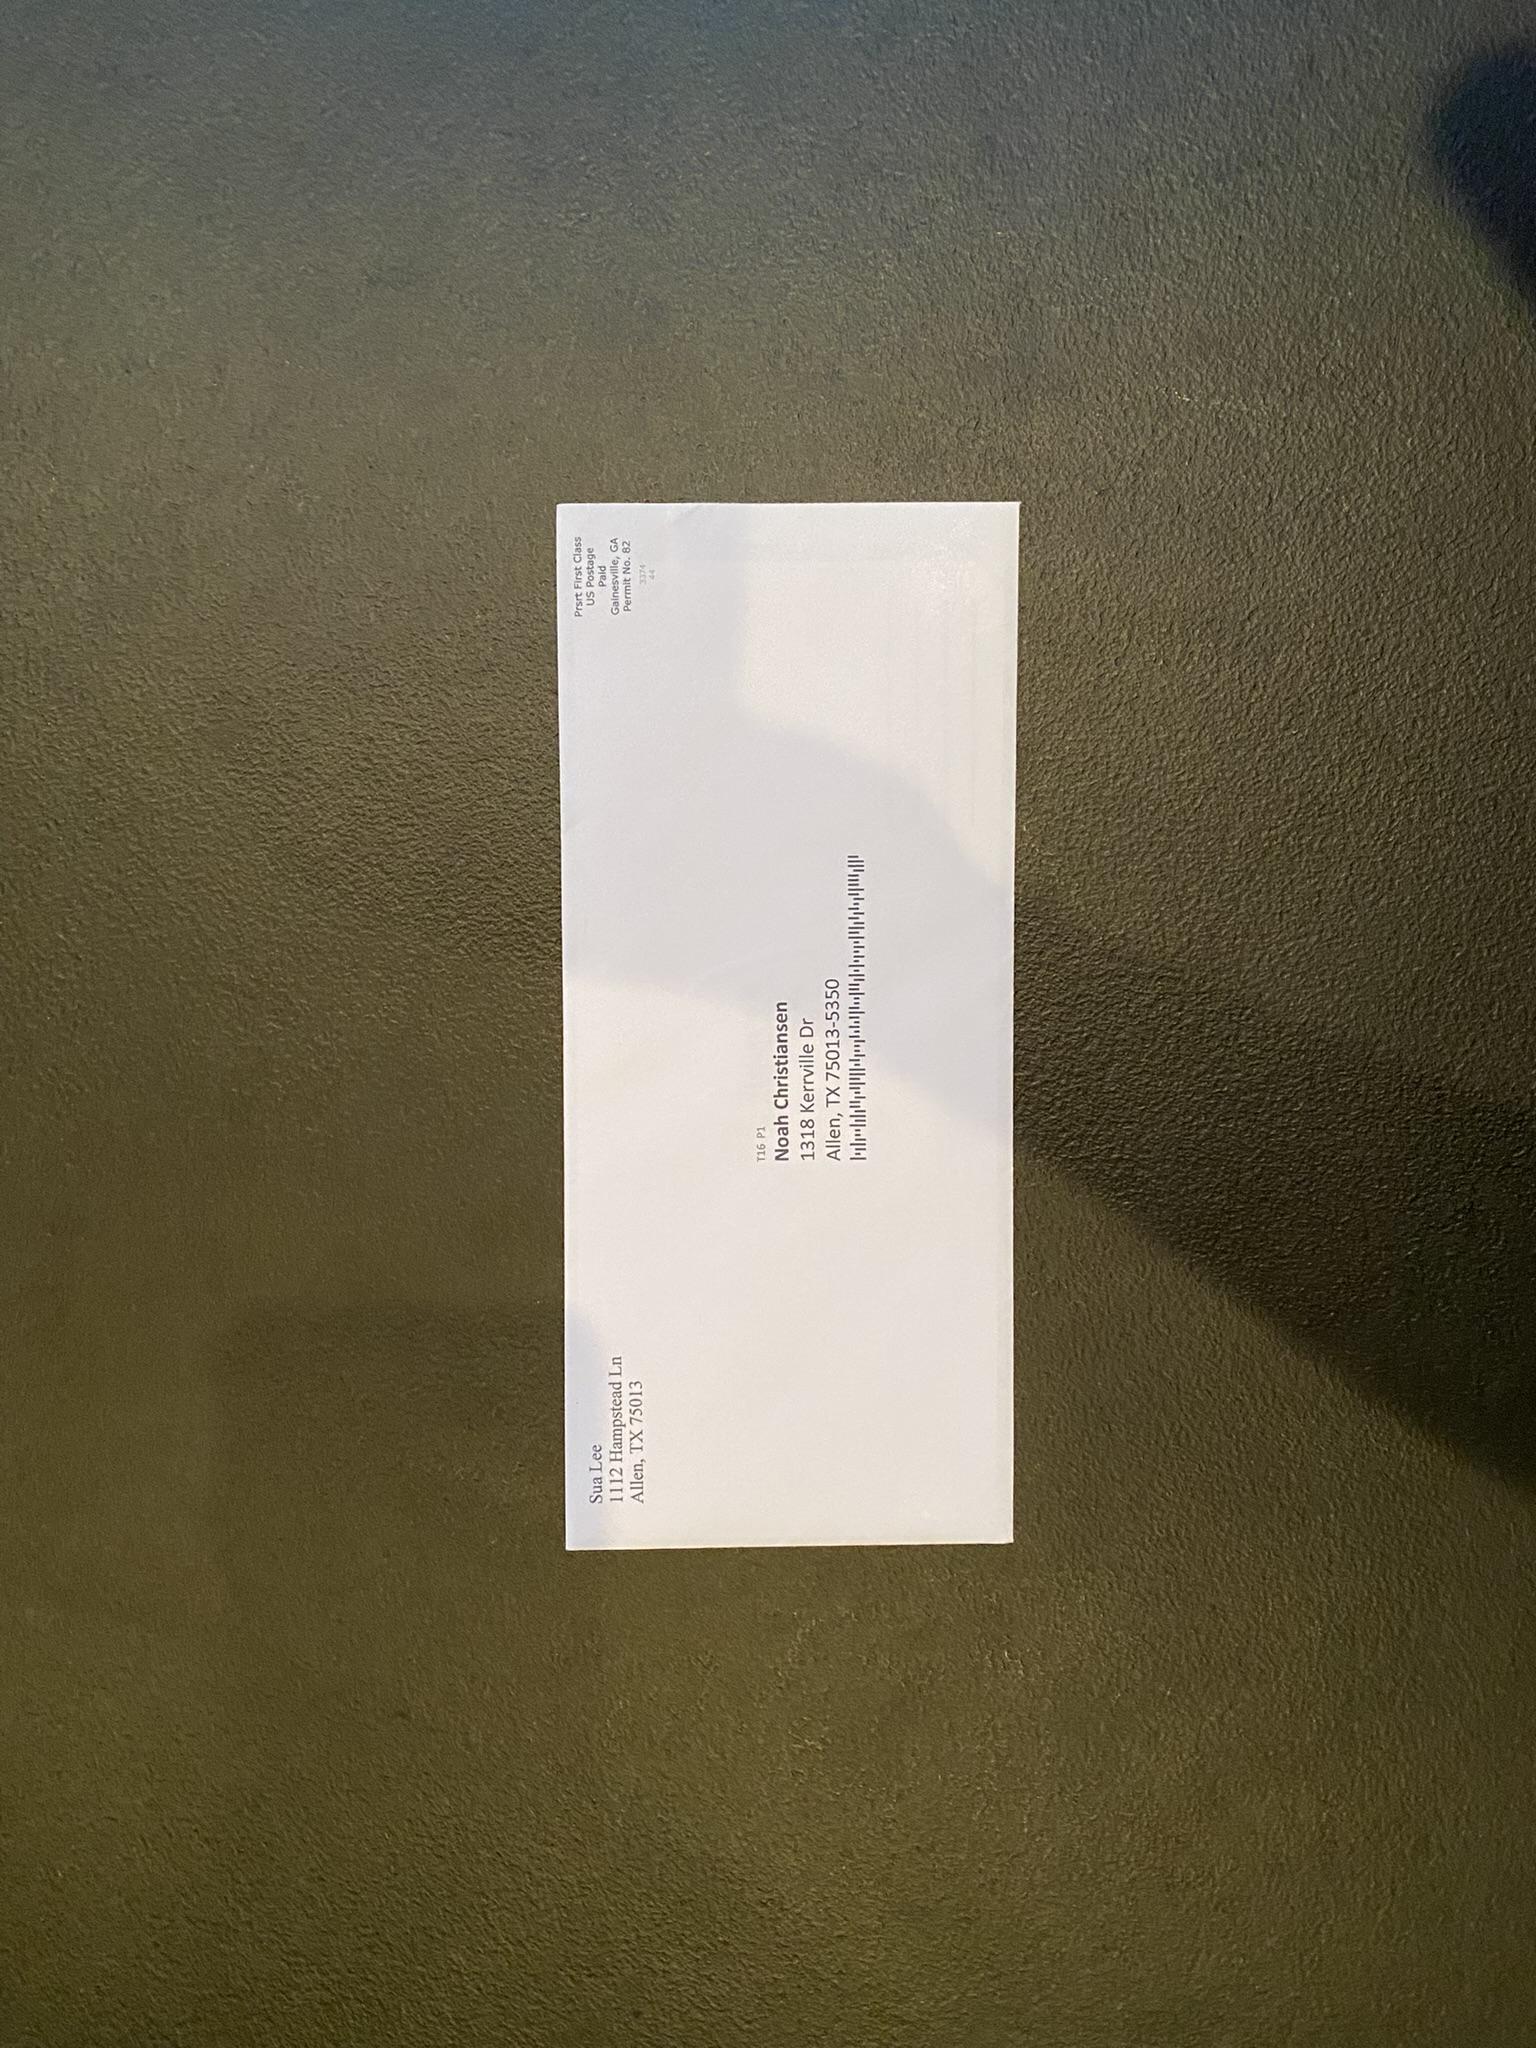 Sua Lee
1112 Hampstead Ln
Allen, TX 75013
Prsrt First Class
US Postage
Paid
Gainesville, GA
Permit No. 82
3374
44
T16 P1
Noah Christiansen
1318 Kerrville Dr
Allen, TX 75013-5350